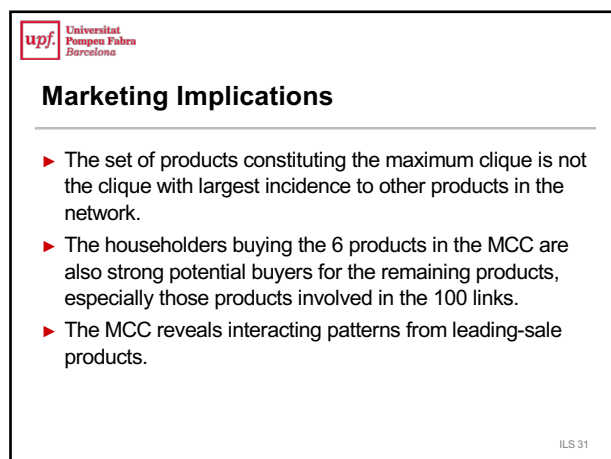 upf.
Universitat
Pompeu Fabra
Barcelona
Marketing Implications
► The set of products constituting the maximum clique is not
the clique with largest incidence to other products in the
network.
► The householders buying the 6 products in the MCC are
also strong potential buyers for the remaining products,
especially those products involved in the 100 links.
► The MCC reveals interacting patterns from leading-sale
products.
ILS 31